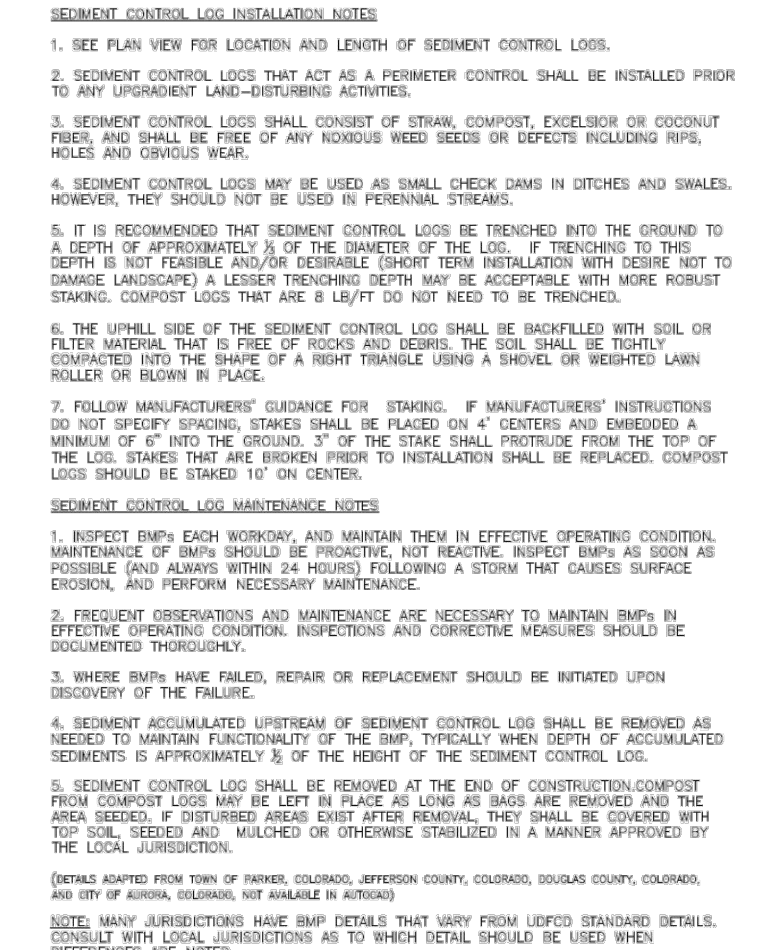 SEDIMENT CONTROL LOG INSTALLATION NOTES
1. SEE PLAN VIEW FOR LOCATION AND LENGTH OF SEDIMENT CONTROL LOGS.
2. SEDIMENT CONTROL LOGS THAT ACT AS A PERIMETER CONTROL SHALL BE INSTALLED PRIOR
TO ANY UPGRADIENT LAND-DISTURBING ACTIVITIES.
3. SEDIMENT CONTROL LOGS SHALL CONSIST OF STRAW, COMPOST, EXCELSIOR OR COCONUT
FIBER, AND SHALL BE FREE OF ANY NOXIOUS WEED SEEDS OR DEFECTS INCLUDING RIPS,
HOLES AND OBVIOUS WEAR.
4. SEDIMENT CONTROL LOGS MAY BE USED AS SMALL CHECK DAMS IN DITCHES AND SWALES.
HOWEVER, THEY SHOULD NOT BE USED IN PERENNIAL STREAMS.
5. IT IS RECOMMENDED THAT SEDIMENT CONTROL LOGS BE TRENCHED INTO THE GROUND TO
A DEPTH OF APPROXIMATELY ⅓ OF THE DIAMETER OF THE LOG. IF TRENCHING TO THIS
DEPTH IS NOT FEASIBLE AND/OR DESIRABLE (SHORT TERM INSTALLATION WITH DESIRE NOT TO
DAMAGE LANDSCAPE) A LESSER TRENCHING DEPTH MAY BE ACCEPTABLE WITH MORE ROBUST
STAKING. COMPOST LOGS THAT ARE 8 LB/FT DO NOT NEED TO BE TRENCHED.
6. THE UPHILL SIDE OF THE SEDIMENT CONTROL LOG SHALL BE BACKFILLED WITH SOIL OR
FILTER MATERIAL THAT IS FREE OF ROCKS AND DEBRIS. THE SOIL SHALL BE TIGHTLY
COMPACTED INTO THE SHAPE OF A RIGHT TRIANGLE USING A SHOVEL OR WEIGHTED LAWN
ROLLER OR BLOWN IN PLACE.
7. FOLLOW MANUFACTURERS' GUIDANCE FOR STAKING. IF MANUFACTURERS' INSTRUCTIONS
DO NOT SPECIFY SPACING, STAKES SHALL BE PLACED ON 4' CENTERS AND EMBEDDED A
MINIMUM OF 6" INTO THE GROUND. 3" OF THE STAKE SHALL PROTRUDE FROM THE TOP OF
THE LOG. STAKES THAT ARE BROKEN PRIOR TO INSTALLATION SHALL BE REPLACED. COMPOST
LOGS SHOULD BE STAKED 10' ON CENTER.
SEDIMENT CONTROL LOG MAINTENANCE NOTES
1. INSPECT BMPs EACH WORKDAY, AND MAINTAIN THEM IN EFFECTIVE OPERATING CONDITION.
MAINTENANCE OF BMPs SHOULD BE PROACTIVE, NOT REACTIVE. INSPECT BMPs AS SOON AS
POSSIBLE (AND ALWAYS WITHIN 24 HOURS) FOLLOWING A STORM THAT CAUSES SURFACE
EROSION, AND PERFORM NECESSARY MAINTENANCE.
2. FREQUENT OBSERVATIONS AND MAINTENANCE ARE NECESSARY TO MAINTAIN BMPs IN
EFFECTIVE OPERATING CONDITION. INSPECTIONS AND CORRECTIVE MEASURES SHOULD BE
DOCUMENTED THOROUGHLY.
3. WHERE BMPs HAVE FAILED, REPAIR OR REPLACEMENT SHOULD BE INITIATED UPON
DISCOVERY OF THE FAILURE.
4. SEDIMENT ACCUMULATED UPSTREAM OF SEDIMENT CONTROL LOG SHALL BE REMOVED AS
NEEDED TO MAINTAIN FUNCTIONALITY OF THE BMP, TYPICALLY WHEN DEPTH OF ACCUMULATED
SEDIMENTS IS APPROXIMATELY ½ OF THE HEIGHT OF THE SEDIMENT CONTROL LOG.
5. SEDIMENT CONTROL LOG SHALL BE REMOVED AT THE END OF CONSTRUCTION.COMPOST
FROM COMPOST LOGS MAY BE LEFT IN PLACE AS LONG AS BAGS ARE REMOVED AND THE
AREA SEEDED. IF DISTURBED AREAS EXIST AFTER REMOVAL, THEY SHALL BE COVERED WITH
TOP SOIL, SEEDED AND MULCHED OR OTHERWISE STABILIZED IN A MANNER APPROVED BY
THE LOCAL JURISDICTION.
(DETAILS ADAPTED FROM TOWN OF PARKER, COLORADO, JEFFERSON COUNTY, COLORADO, DOUGLAS COUNTY, COLORADO,
AND CITY OF AURORA, COLORADO, NOT AVAILABLE IN AUTOCAD)
NOTE: MANY JURISDICTIONS HAVE BMP DETAILS THAT VARY FROM UDFCD STANDARD DETAILS.
CONSULT WITH LOCAL JURISDICTIONS AS TO WHICH DETAIL SHOULD BE USED WHEN
DIFFERENCES ARE NOTED.